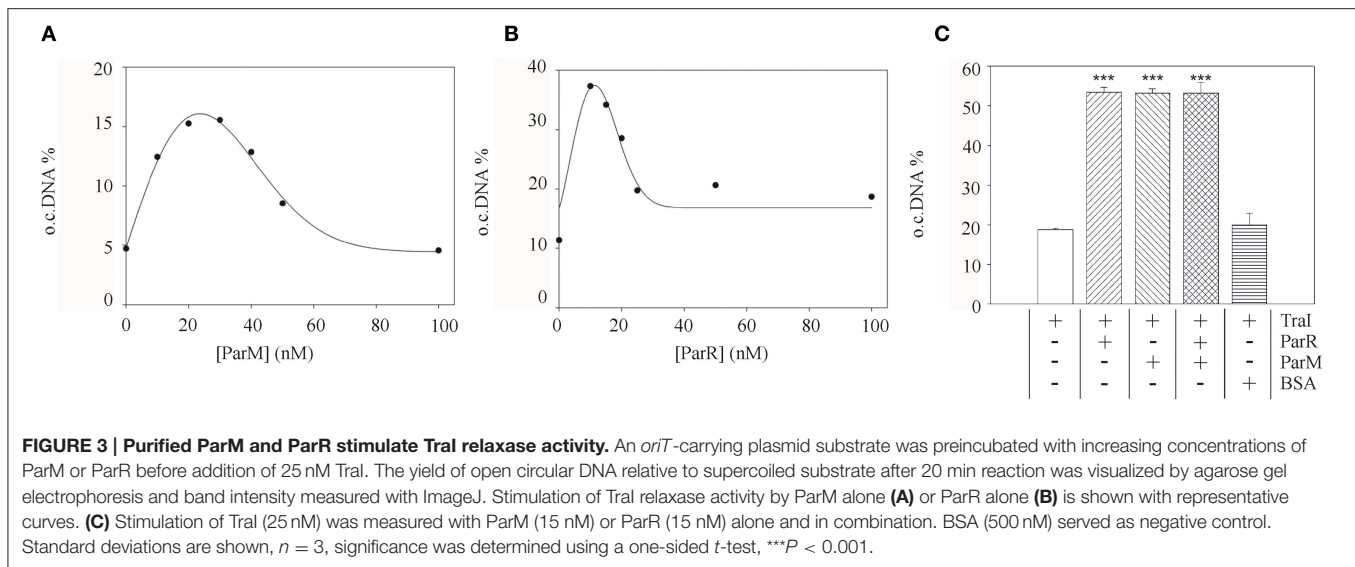 A
20
15
10
5
0
o.c.DNA %
0 20 40 60 80 100
[ParM] (nM)
B
40
30
20
10
0
o.c.DNA %
0 20 40 60 80 100
[ParR] (nM)
C
60
50
40
30
20
10
0
o.c.DNA %
*** *** ***
+ + + + + TraI
- + - + - ParR
- - + + - ParM
- - - - + BSA
FIGURE 3 | Purified ParM and ParR stimulate TraI relaxase activity. An oriT-carrying plasmid substrate was preincubated with increasing concentrations of
ParM or ParR before addition of 25 nM TraI. The yield of open circular DNA relative to supercoiled substrate after 20 min reaction was visualized by agarose gel
electrophoresis and band intensity measured with ImageJ. Stimulation of TraI relaxase activity by ParM alone (A) or ParR alone (B) is shown with representative
curves. (C) Stimulation of TraI (25 nM) was measured with ParM (15 nM) or ParR (15 nM) alone and in combination. BSA (500 nM) served as negative control.
Standard deviations are shown, n = 3, significance was determined using a one-sided t-test, ***P < 0.001.